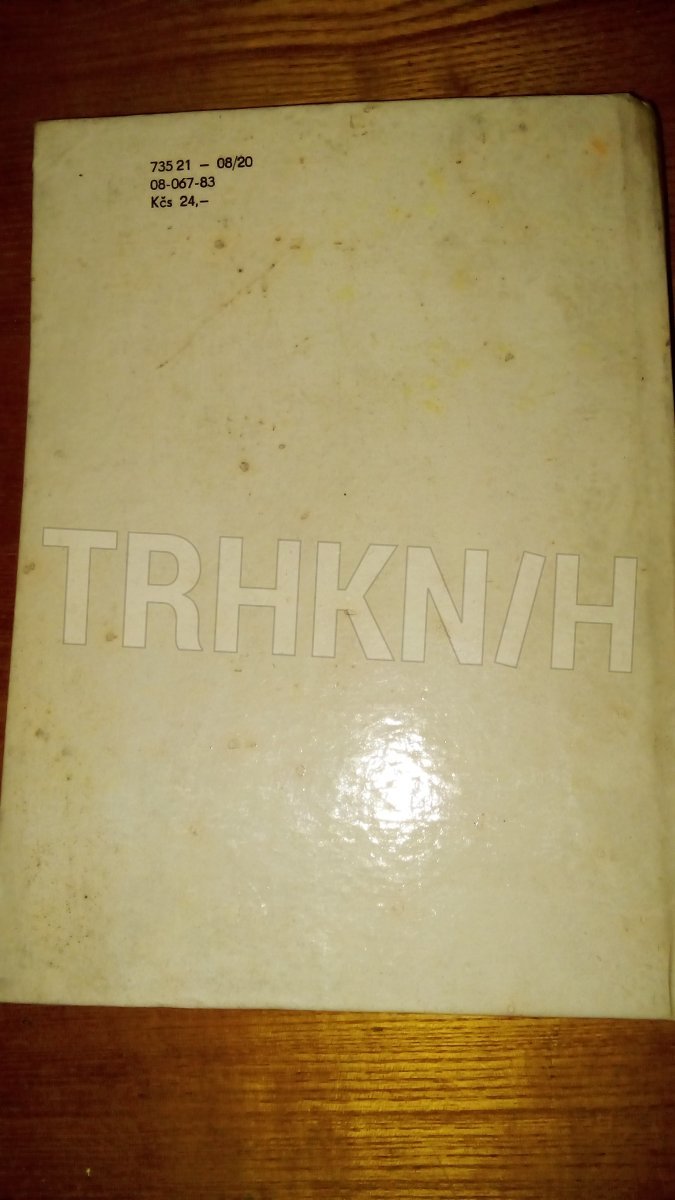 735 21 – 08/20
08-067-83
Kčs 24,–
TRHKN/H